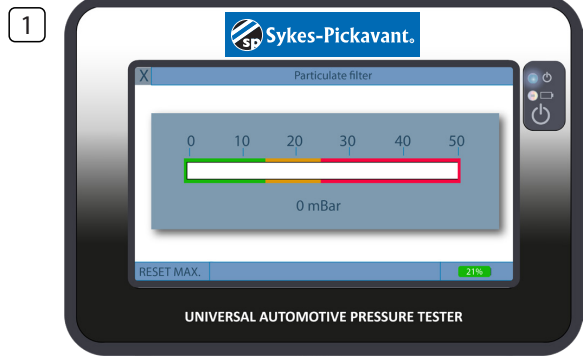 1
sp Sykes-Pickavant®
X Particulate filter
0 10 20 30 40 50
0 mBar
RESET MAX. 21%
UNIVERSAL AUTOMOTIVE PRESSURE TESTER